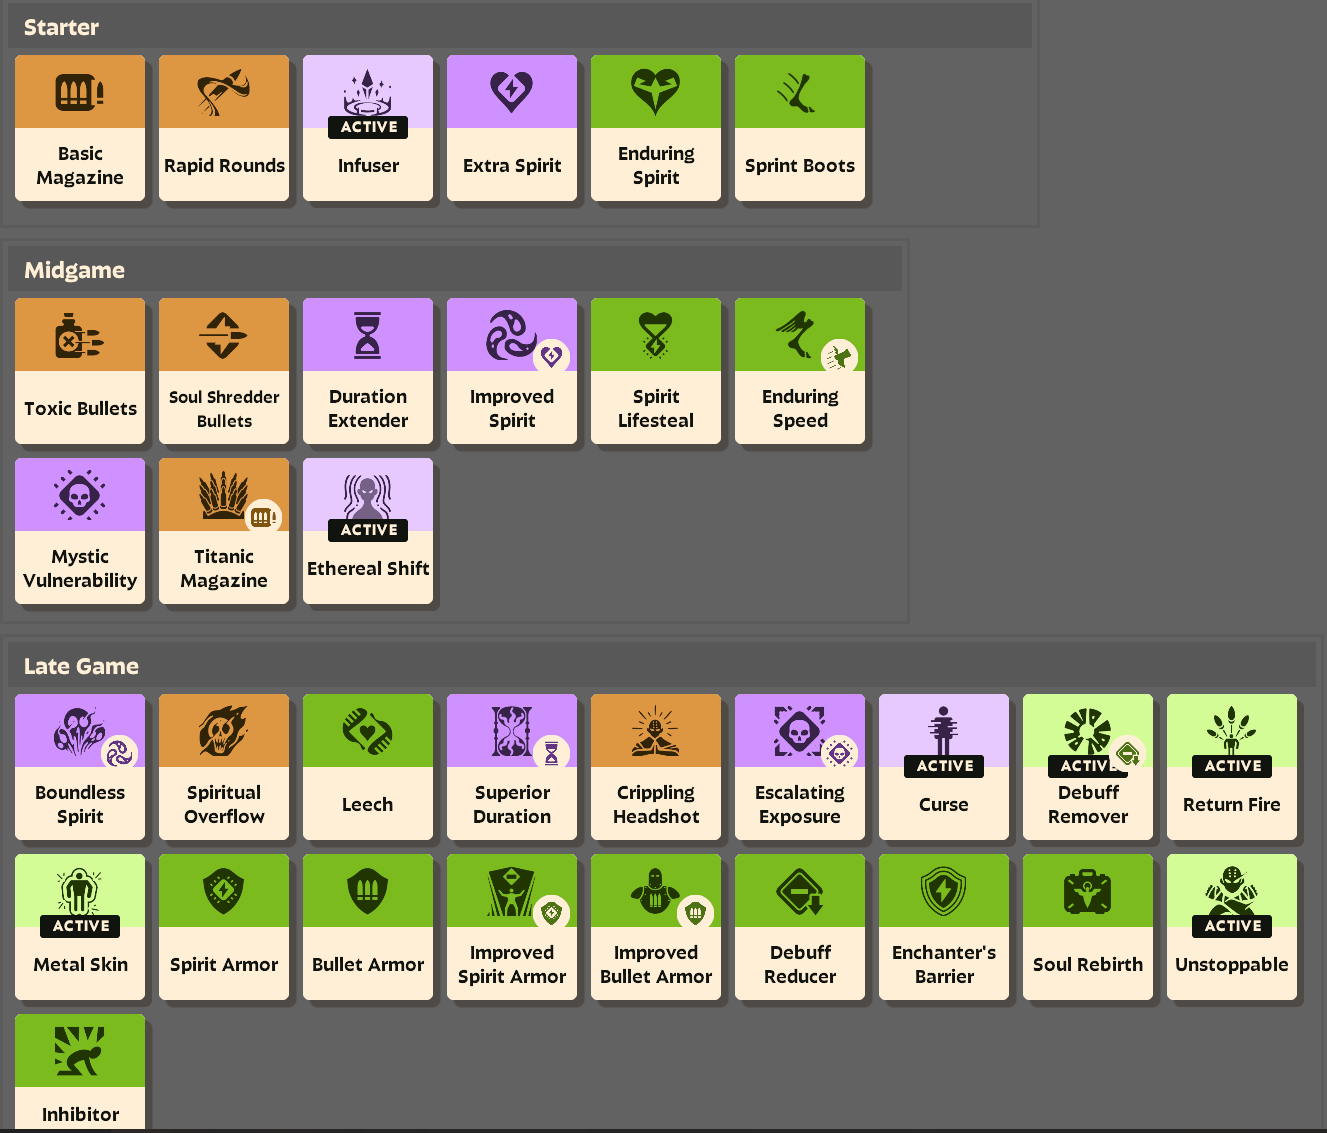 Starter
ACTIVE
Basic
Magazine
Rapid Rounds
Infuser
Extra Spirit
Enduring
Spirit
Sprint Boots
Midgame
Toxic Bullets
Soul Shredder
Bullets
Duration
Extender
Improved
Spirit
Spirit
Lifesteal
Enduring
Speed
ACTIVE
Mystic
Vulnerability
Titanic
Magazine
Ethereal Shift
Late Game
ACTIVE
ACTIVE
ACTIVE
Boundless
Spirit
Spiritual
Overflow
Leech
Superior
Duration
Crippling
Headshot
Escalating
Exposure
Curse
Debuff
Remover
Return Fire
ACTIVE
ACTIVE
Metal Skin
Spirit Armor
Bullet Armor
Improved
Spirit Armor
Improved
Bullet Armor
Debuff
Reducer
Enchanter's
Barrier
Soul Rebirth
Unstoppable
Inhibitor